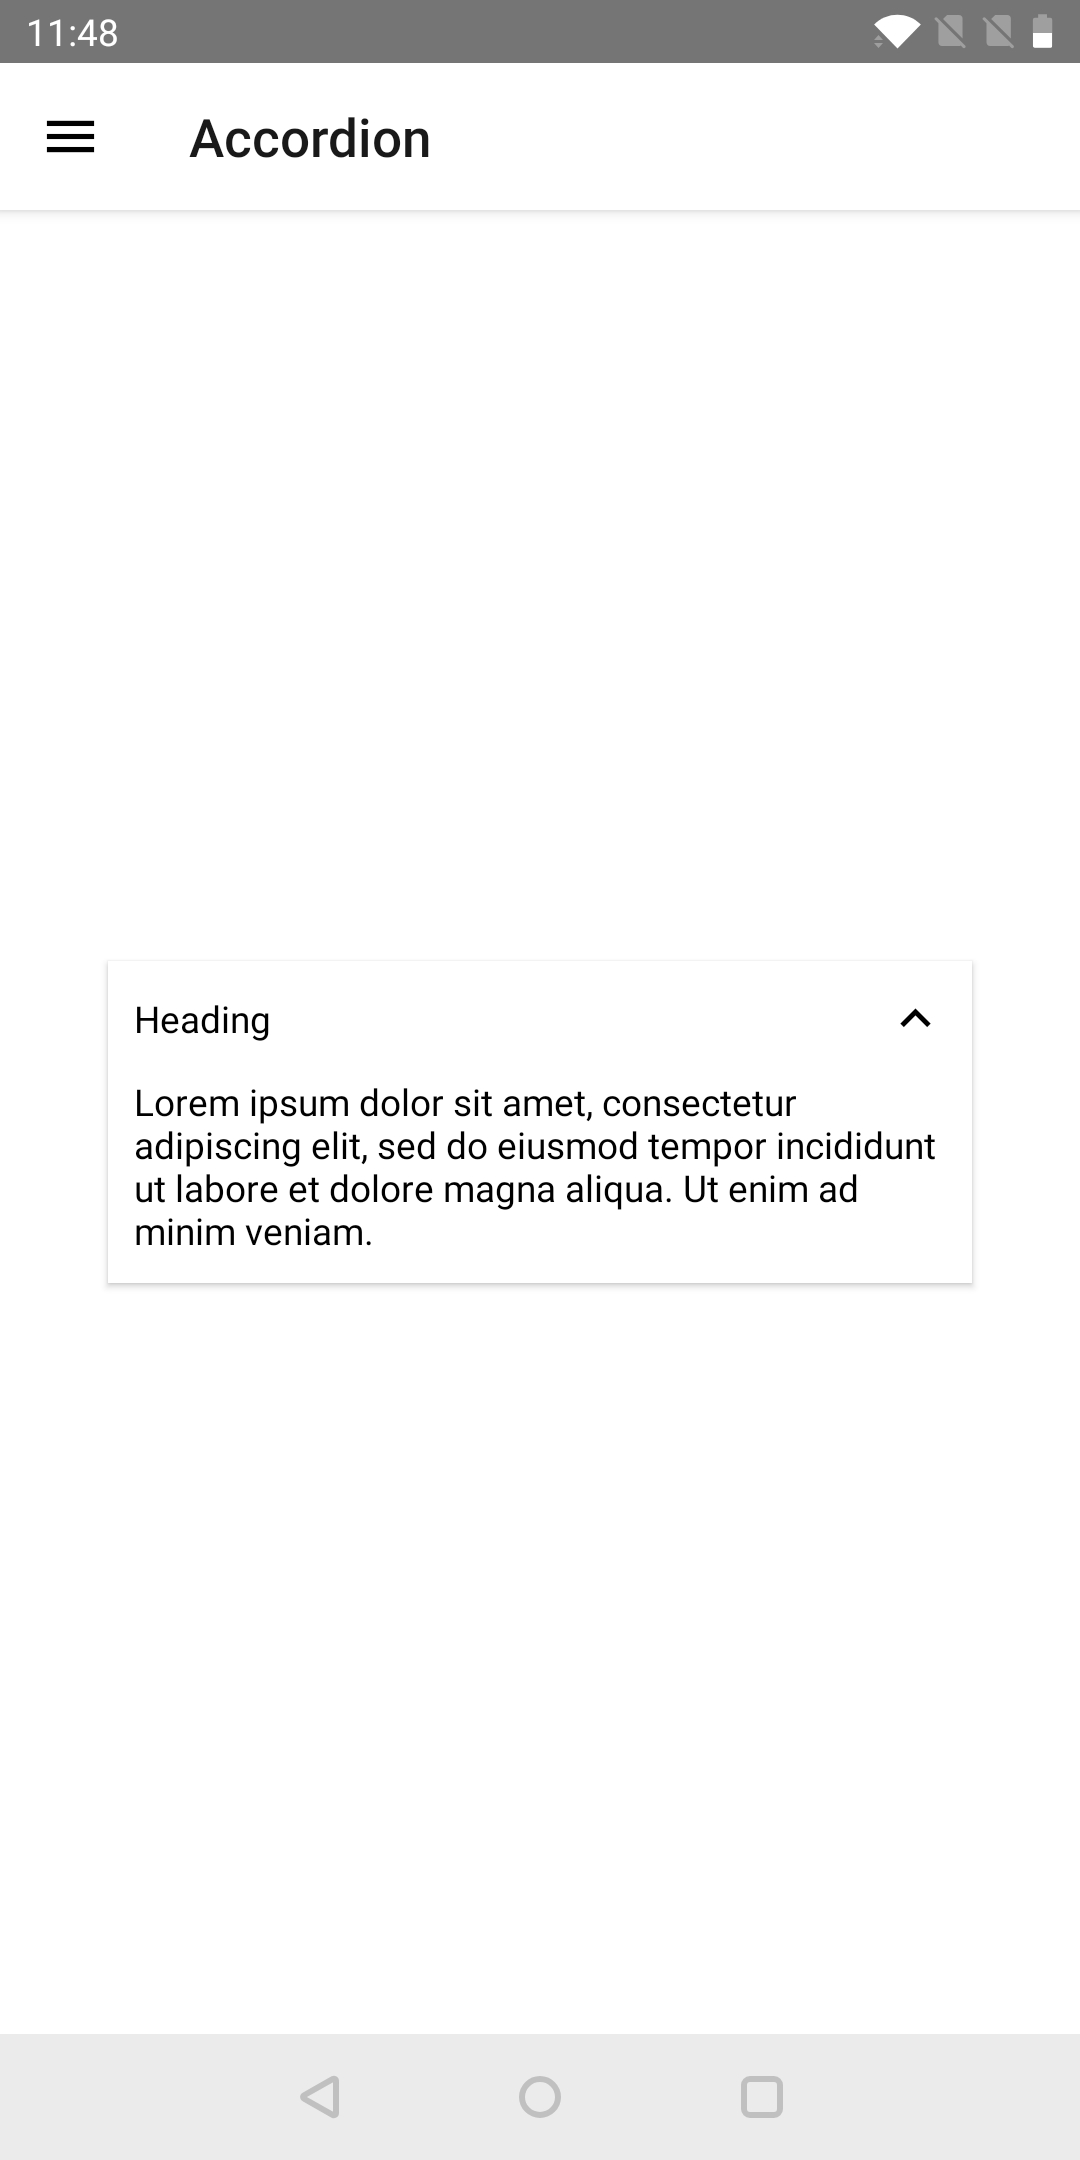 11:48
Accordion
Heading
Lorem ipsum dolor sit amet, consectetur
adipiscing elit, sed do eiusmod tempor incididunt
ut labore et dolore magna aliqua. Ut enim ad
minim veniam.